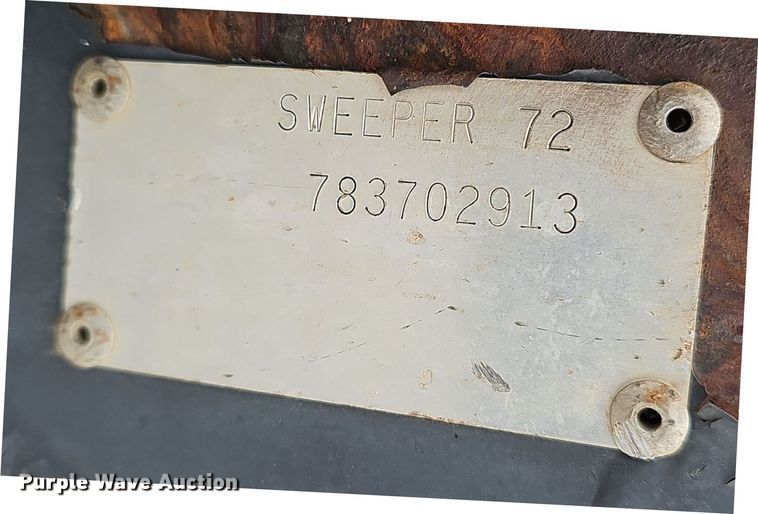 SWEEPER 72
783702913
Purple Wave Auction